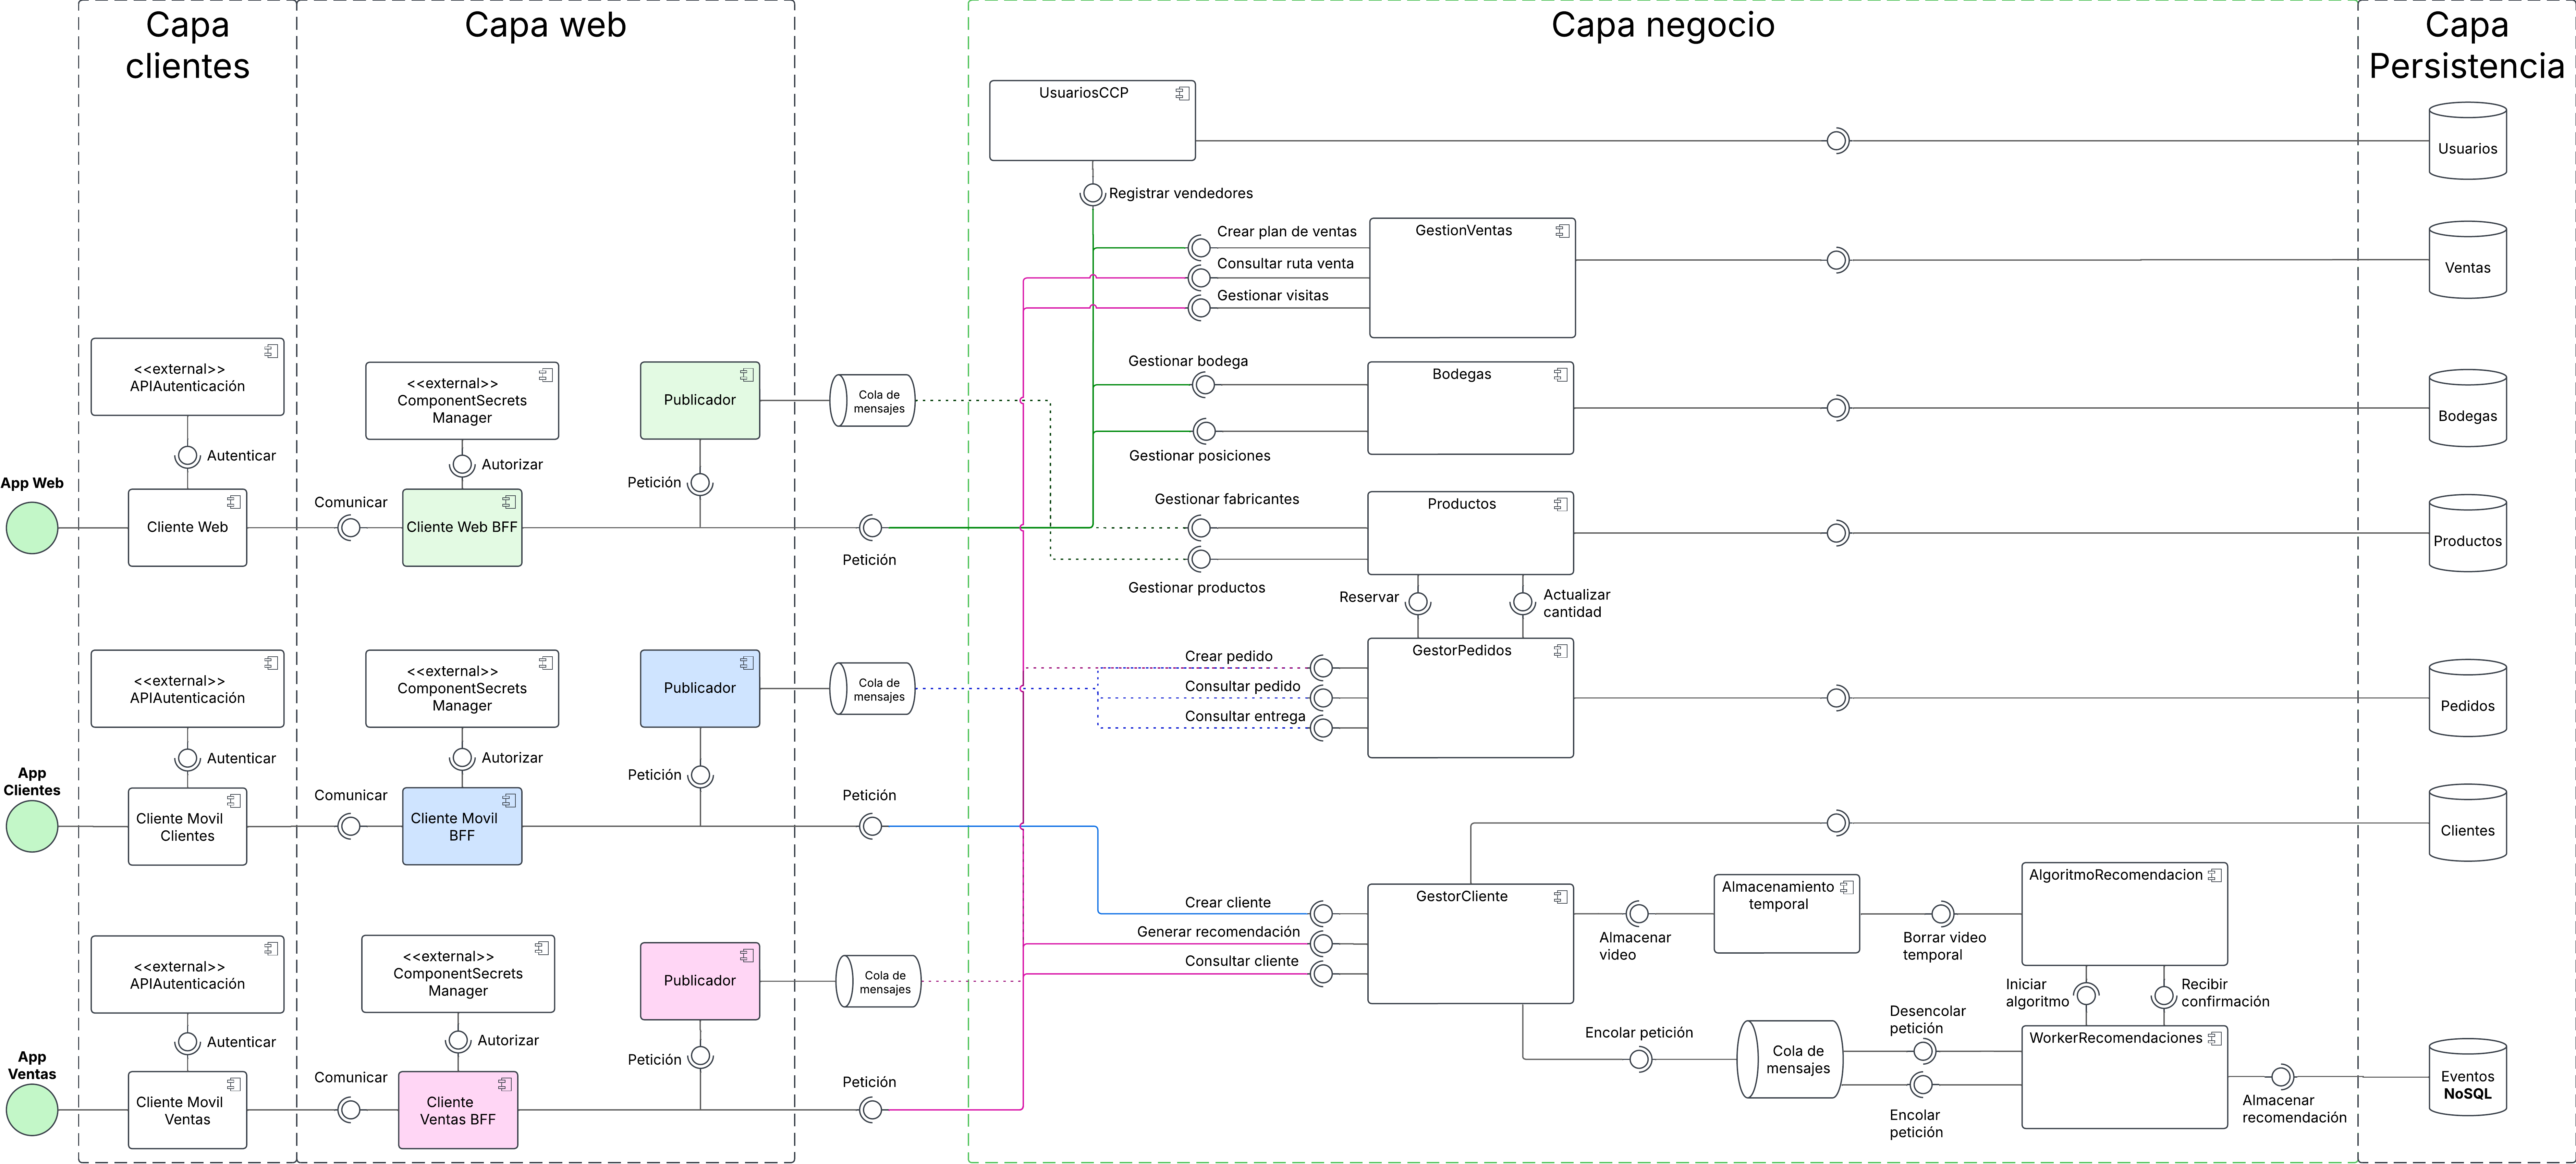 Capa
clientes
Capa web
Capa negocio
Capa
Persistencia
UsuariosCCP
Usuarios
Registrar vendedores
Crear plan de ventas
Consultar ruta venta
Gestionar visitas
GestionVentas
Ventas
<<external>>
APIAutenticación
<<external>>
ComponentSecrets
Manager
Publicador
Cola de
mensajes
Gestionar bodega
Bodegas
Gestionar posiciones
Bodegas
Autenticar
Autorizar
Petición
App Web
Cliente Web
Comunicar
Cliente Web BFF
Petición
Gestionar fabricantes
Productos
Gestionar productos
Productos
Reservar
Actualizar
cantidad
<<external>>
APIAutenticación
<<external>>
ComponentSecrets
Manager
Publicador
Cola de
mensajes
Crear pedido
Consultar pedido
Consultar entrega
GestorPedidos
Pedidos
Autenticar
Autorizar
Petición
App
Clientes
Cliente Movil
Clientes
Comunicar
Cliente Movil
BFF
Petición
Clientes
Crear cliente
Generar recomendación
Consultar cliente
GestorCliente
Almacenar
video
Almacenamiento
temporal
Borrar video
temporal
AlgoritmoRecomendacion
<<external>>
APIAutenticación
<<external>>
ComponentSecrets
Manager
Publicador
Cola de
mensajes
Iniciar
algoritmo
Recibir
confirmación
Autenticar
Autorizar
Petición
App
Ventas
Cliente Movil
Ventas
Comunicar
Cliente
Ventas BFF
Petición
Encolar petición
Cola de
mensajes
Desencolar
petición
Encolar
petición
WorkerRecomendaciones
Almacenar
recomendación
Eventos
NoSQL